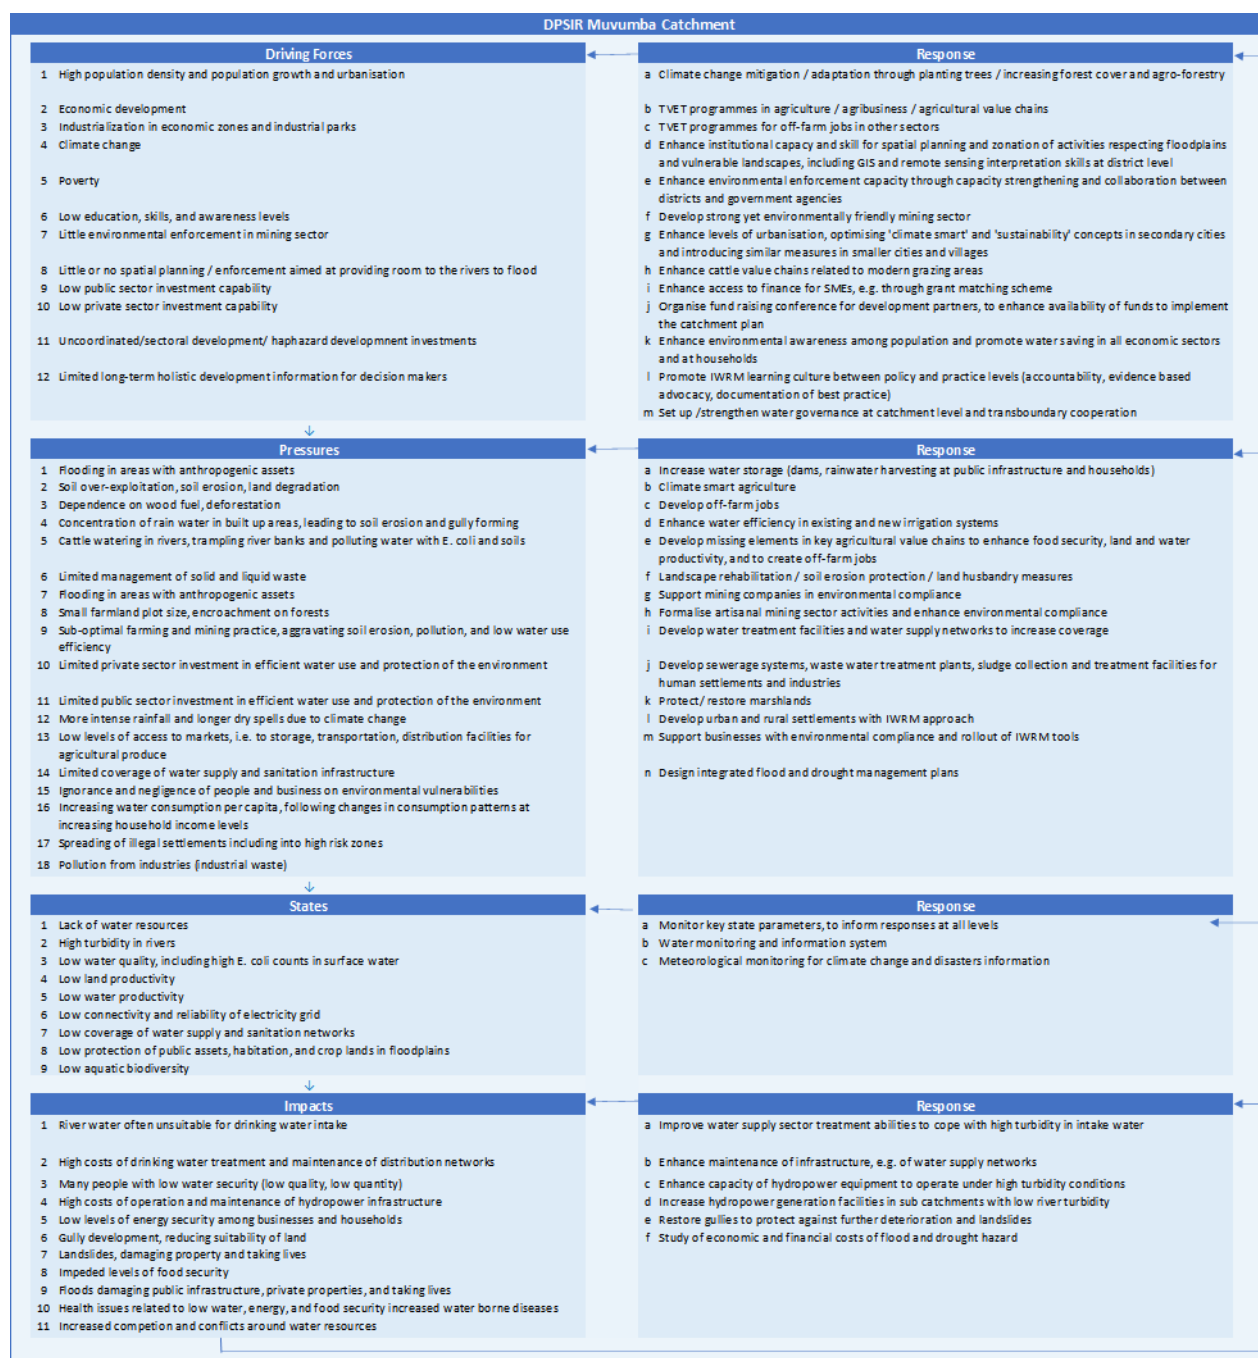 DPSIR Muvumba Catchment
Driving Forces
1 High population density and population growth and urbanisation
2 Economic development
3 Industrialization in economic zones and industrial parks
4 Climate change
5 Poverty
6 Low education, skills, and awareness levels
7 Little environmental enforcement in mining sector
8 Little or no spatial planning / enforcement aimed at providing room to the rivers to flood
9 Low public sector investment capability
10 Low private sector investment capability
11 Uncoordinated/sectoral development/ haphazard developmnent investments
12 Limited long-term holistic development information for decision makers
Response
a Climate change mitigation / adaptation through planting trees / increasing forest cover and agro-forestry
b TVET programmes in agriculture / agribusiness / agricultural value chains
c TVET programmes for off-farm jobs in other sectors
d Enhance institutional capacy and skill for spatial planning and zonation of activities respecting floodplains
and vulnerable landscapes, including GIS and remote sensing interpretation skills at district level
e Enhance environmental enforcement capacity through capacity strengthening and collaboration between
districts and government agencies
f Develop strong yet environmentally friendly mining sector
g Enhance levels of urbanisation, optimising 'climate smart' and 'sustainability' concepts in secondary cities
and introducing similar measures in smaller cities and villages
h Enhance cattle value chains related to modern grazing areas
i Enhance access to finance for SMEs, e.g. through grant matching scheme
j Organise fund raising conference for development partners, to enhance availability of funds to implement
the catchment plan
k Enhance environmental awareness among population and promote water saving in all economic sectors
and at households
l Promote IWRM learning culture between policy and practice levels (accountability, evidence based
advocacy, documentation of best practice)
m Set up /strengthen water governance at catchment level and transboundary cooperation
Pressures
1 Flooding in areas with anthropogenic assets
2 Soil over-exploitation, soil erosion, land degradation
3 Dependence on wood fuel, deforestation
4 Concentration of rain water in built up areas, leading to soil erosion and gully forming
5 Cattle watering in rivers, trampling river banks and polluting water with E. coli and soils
6 Limited management of solid and liquid waste
7 Flooding in areas with anthropogenic assets
8 Small farmland plot size, encroachment on forests
9 Sub-optimal farming and mining practice, aggravating soil erosion, pollution, and low water use
efficiency
10 Limited private sector investment in efficient water use and protection of the environment
11 Limited public sector investment in efficient water use and protection of the environment
12 More intense rainfall and longer dry spells due to climate change
13 Low levels of access to markets, i.e. to storage, transportation, distribution facilities for
agricultural produce
14 Limited coverage of water supply and sanitation infrastructure
15 Ignorance and negligence of people and business on environmental vulnerabilities
16 Increasing water consumption per capita, following changes in consumption patterns at
increasing household income levels
17 Spreading of illegal settlements including into high risk zones
18 Pollution from industries (industrial waste)
Response
a Increase water storage (dams, rainwater harvesting at public infrastructure and households)
b Climate smart agriculture
c Develop off-farm jobs
d Enhance water efficiency in existing and new irrigation systems
e Develop missing elements in key agricultural value chains to enhance food security, land and water
productivity, and to create off-farm jobs
f Landscape rehabilitation / soil erosion protection / land husbandry measures
g Support mining companies in environmental compliance
h Formalise artisanal mining sector activities and enhance environmental compliance
i Develop water treatment facilities and water supply networks to increase coverage
j Develop sewerage systems, waste water treatment plants, sludge collection and treatment facilities for
human settlements and industries
k Protect/ restore marshlands
l Develop urban and rural settlements with IWRM approach
m Support businesses with environmental compliance and rollout of IWRM tools
n Design integrated flood and drought management plans
States
1 Lack of water resources
2 High turbidity in rivers
3 Low water quality, including high E. coli counts in surface water
4 Low land productivity
5 Low water productivity
6 Low connectivity and reliability of electricity grid
7 Low coverage of water supply and sanitation networks
8 Low protection of public assets, habitation, and crop lands in floodplains
9 Low aquatic biodiversity
Response
a Monitor key state parameters, to inform responses at all levels
b Water monitoring and information system
c Meteorological monitoring for climate change and disasters information
Impacts
1 River water often unsuitable for drinking water intake
2 High costs of drinking water treatment and maintenance of distribution networks
3 Many people with low water security (low quality, low quantity)
4 High costs of operation and maintenance of hydropower infrastructure
5 Low levels of energy security among businesses and households
6 Gully development, reducing suitability of land
7 Landslides, damaging property and taking lives
8 Impeded levels of food security
9 Floods damaging public infrastructure, private properties, and taking lives
10 Health issues related to low water, energy, and food security increased water borne diseases
11 Increased competion and conflicts around water resources
Response
a Improve water supply sector treatment abilities to cope with high turbidity in intake water
b Enhance maintenance of infrastructure, e.g. of water supply networks
c Enhance capacity of hydropower equipment to operate under high turbidity conditions
d Increase hydropower generation facilities in sub catchments with low river turbidity
e Restore gullies to protect against further deterioration and landslides
f Study of economic and financial costs of flood and drought hazard